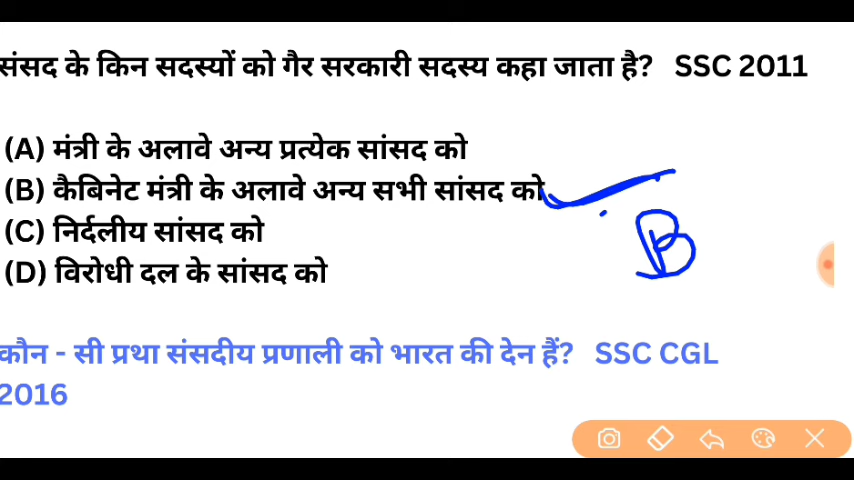 संसद के किन सदस्यों को गैर सरकारी सदस्य कहा जाता है? SSC 2011
(A) मंत्री के अलावे अन्य प्रत्येक सांसद को
(B) कैबिनेट मंत्री के अलावे अन्य सभी सांसद को
B
(C) निर्दलीय सांसद को
(D) विरोधी दल के सांसद को
कौन - सी प्रथा संसदीय प्रणाली को भारत की देन हैं? SSC CGL
2016